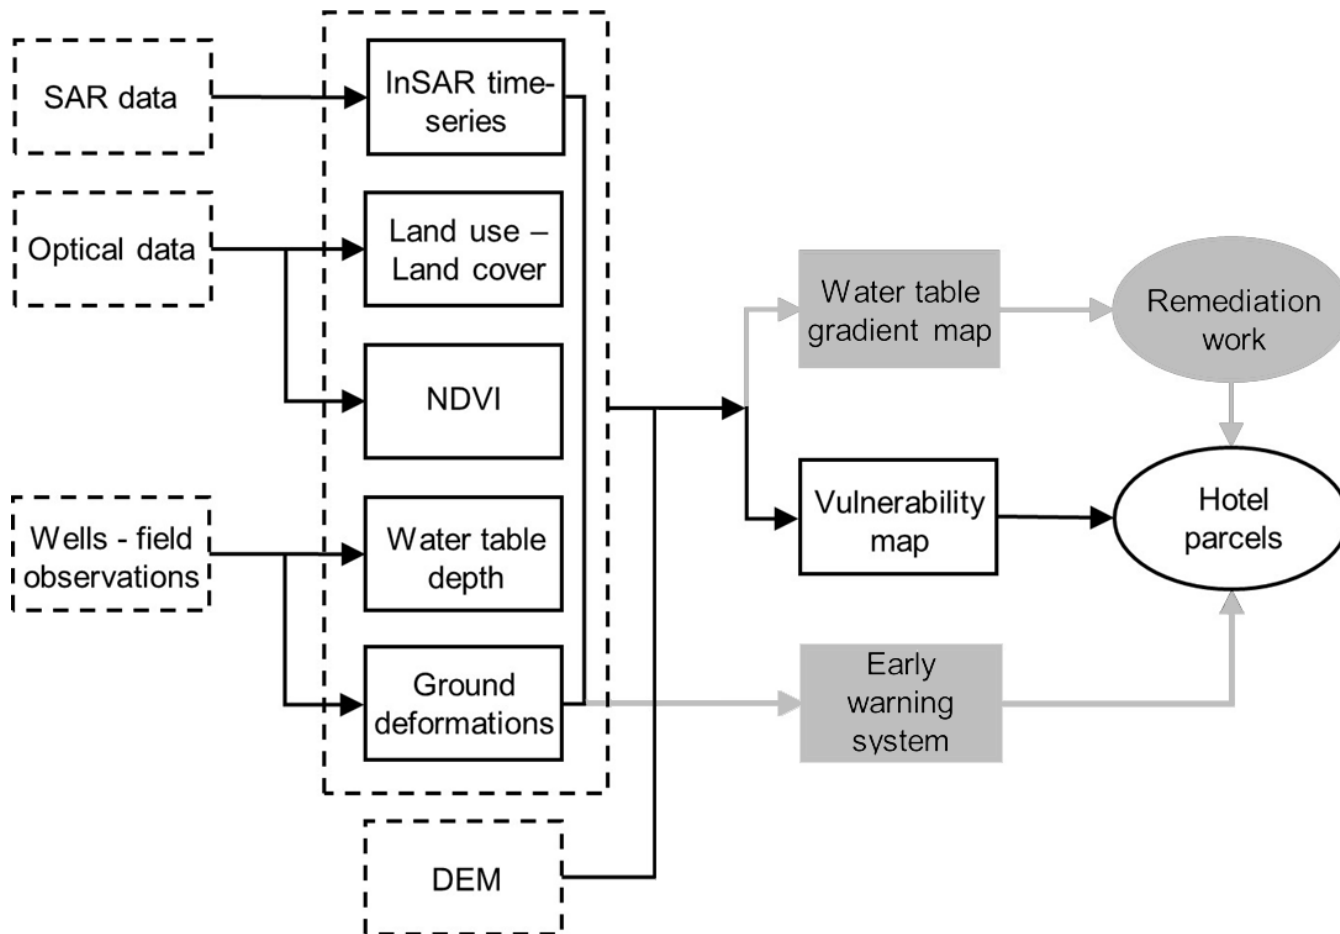 SAR data
InSAR time-
series
Optical data
Land use –
Land cover
NDVI
Wells - field
observations
Water table
depth
Ground
deformations
DEM
Water table
gradient map
Remediation
work
Vulnerability
map
Hotel
parcels
Early
warning
system